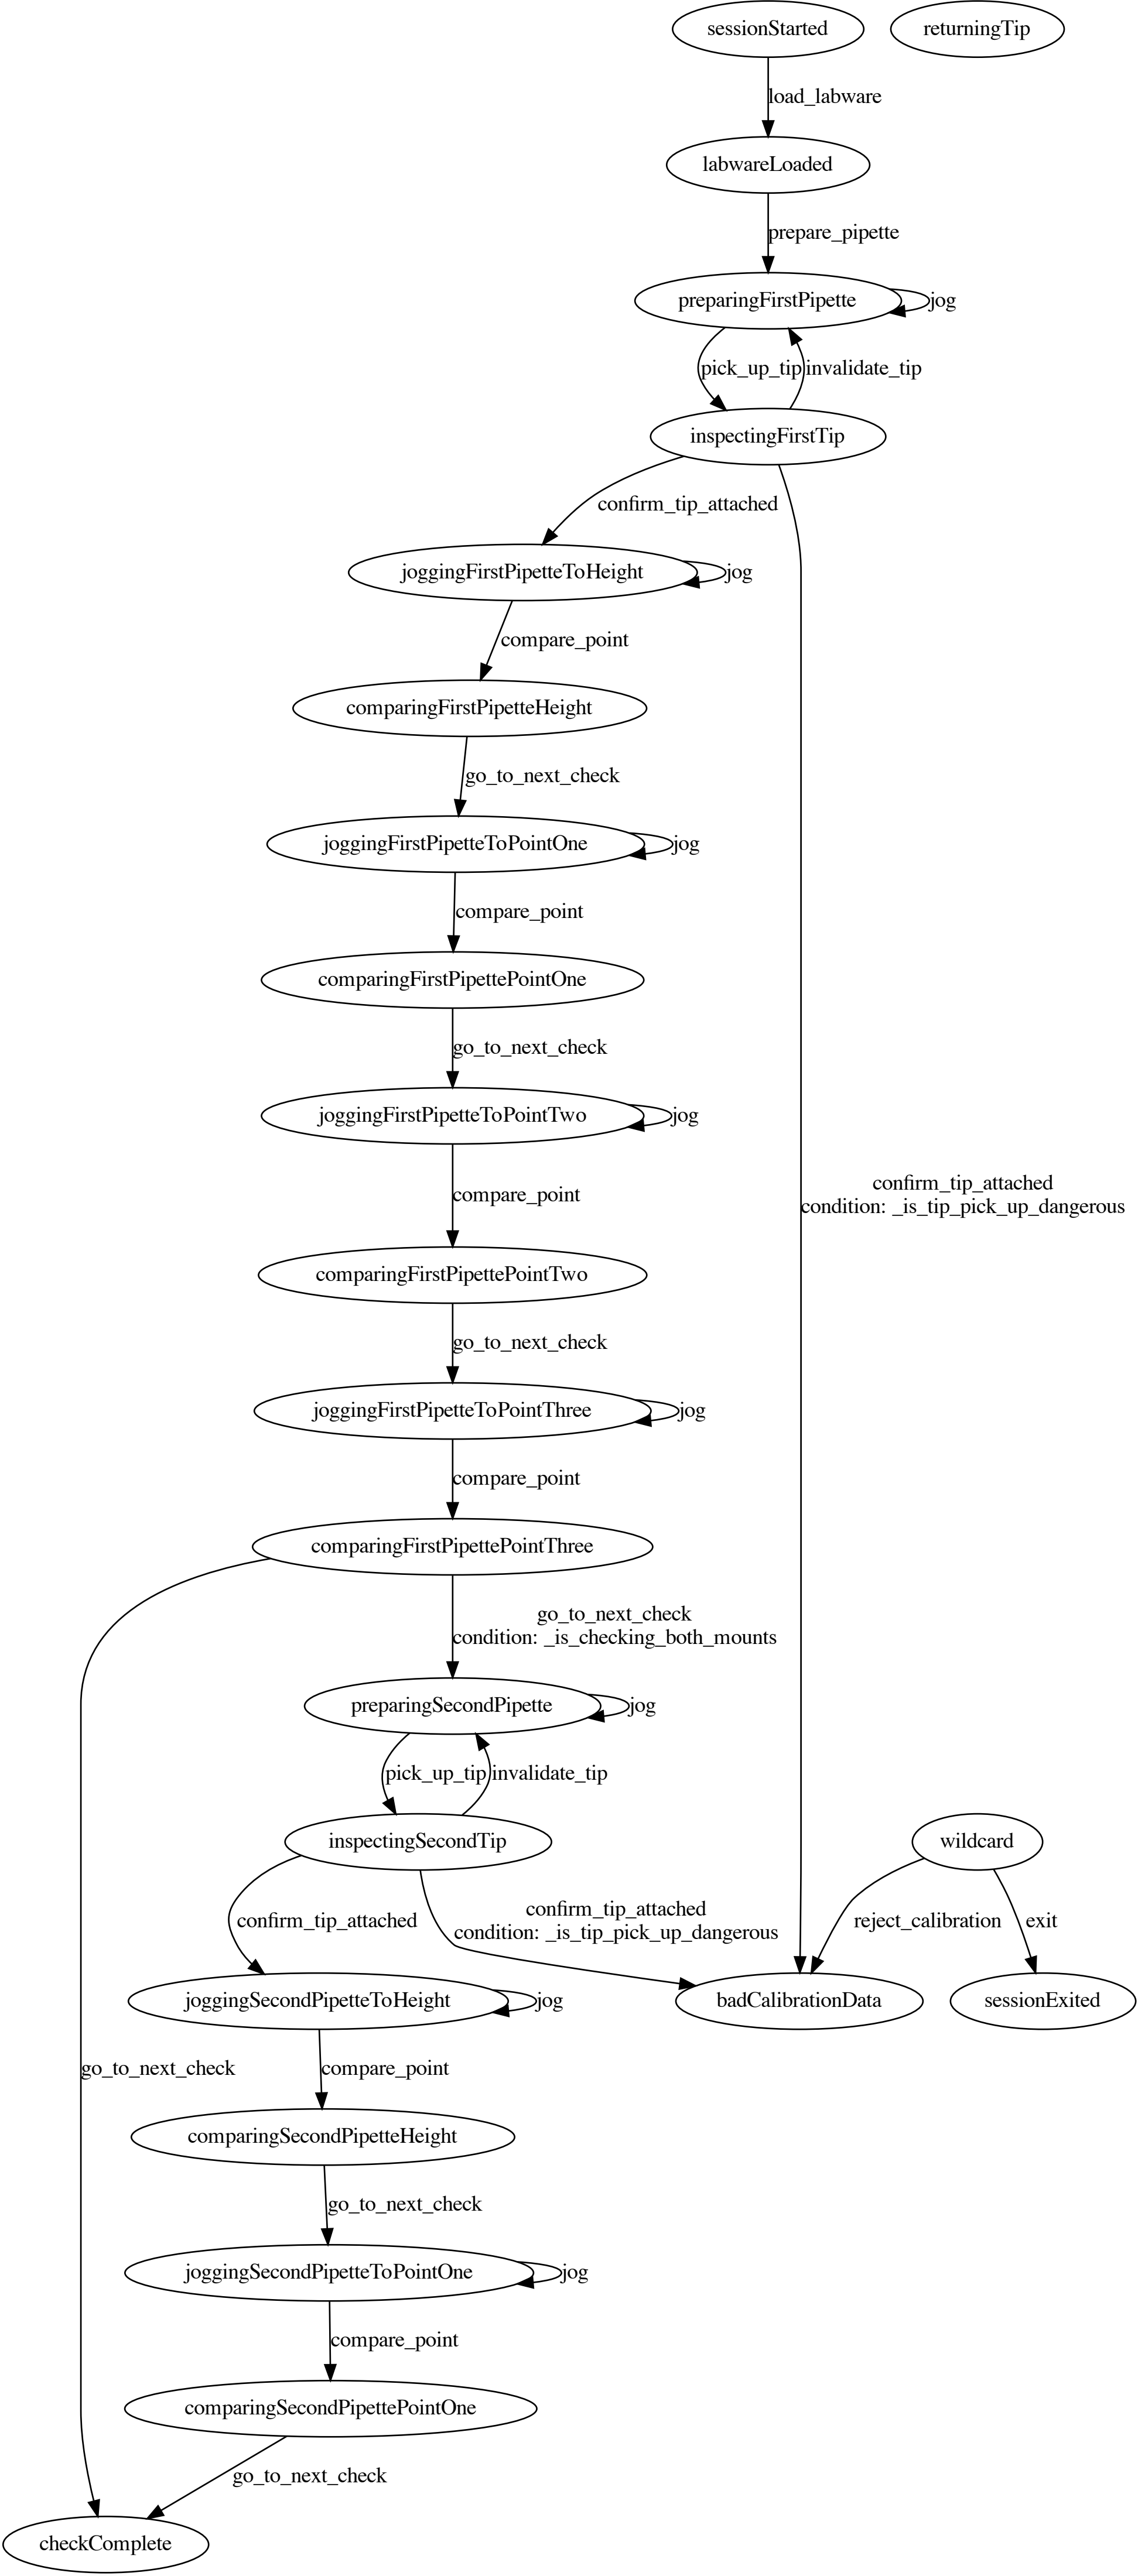 sessionStarted
returningTip
load_labware
labwareLoaded
prepare_pipette
preparingFirstPipette
jog
pick_up_tip
invalidate_tip
inspectingFirstTip
confirm_tip_attached
joggingFirstPipetteToHeight
jog
compare_point
comparingFirstPipetteHeight
go_to_next_check
joggingFirstPipetteToPointOne
jog
compare_point
comparingFirstPipettePointOne
go_to_next_check
joggingFirstPipetteToPointTwo
jog
confirm_tip_attached
condition: _is_tip_pick_up_dangerous
compare_point
comparingFirstPipettePointTwo
go_to_next_check
joggingFirstPipetteToPointThree
jog
compare_point
comparingFirstPipettePointThree
go_to_next_check
condition: _is_checking_both_mounts
preparingSecondPipette
jog
pick_up_tip
invalidate_tip
inspectingSecondTip
wildcard
confirm_tip_attached
confirm_tip_attached
condition: _is_tip_pick_up_dangerous
reject_calibration
exit
joggingSecondPipetteToHeight
jog
badCalibrationData
sessionExited
go_to_next_check
compare_point
comparingSecondPipetteHeight
go_to_next_check
joggingSecondPipetteToPointOne
jog
compare_point
comparingSecondPipettePointOne
go_to_next_check
checkComplete